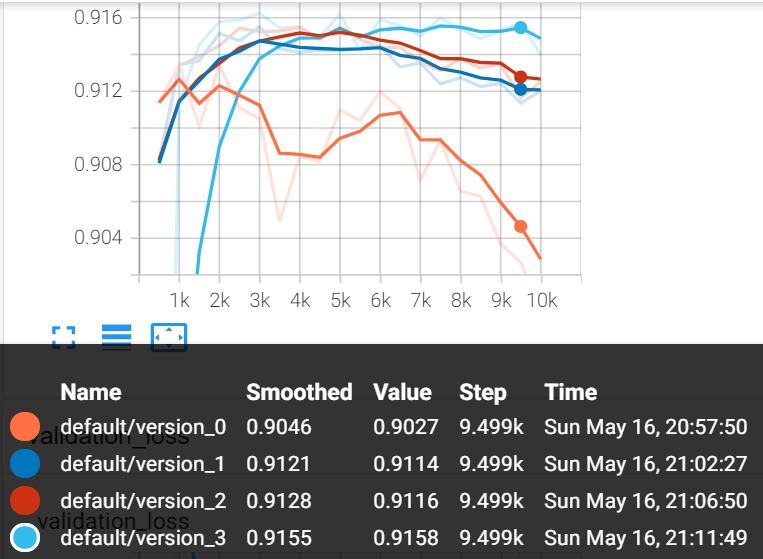 0.916
0.912
0.908
0.904
1k 2k 3k 4k 5k 6k 7k 8k 9k 10k
Name Smoothed Value Step Time
default/version_0 0.9046 0.9027 9.499k Sun May 16, 20:57:50
validation_loss
default/version_1 0.9121 0.9114 9.499k Sun May 16, 21:02:27
default/version_2 0.9128 0.9116 9.499k Sun May 16, 21:06:50
validation_loss
default/version_3 0.9155 0.9158 9.499k Sun May 16, 21:11:49